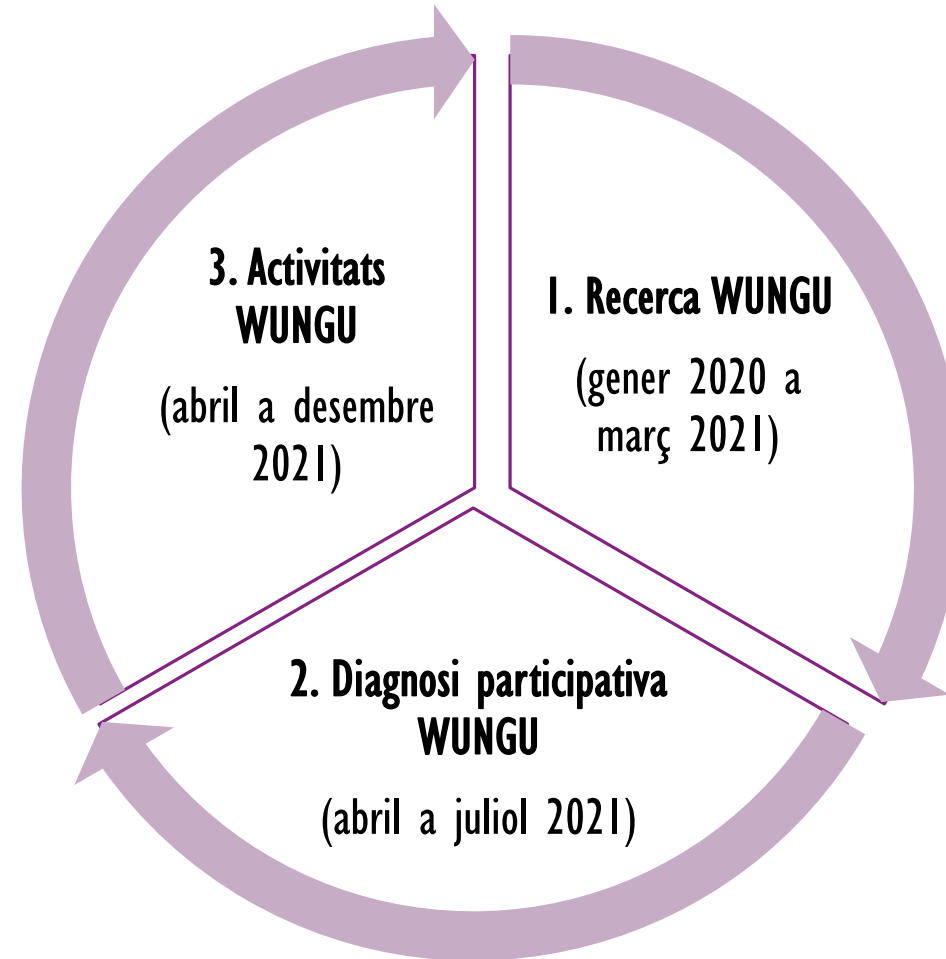 1. Recerca WUNGU
(gener 2020 a
març 2021)
2. Diagnosi participativa
WUNGU
(abril a juliol 2021)
3. Activitats
WUNGU
(abril a desembre
2021)